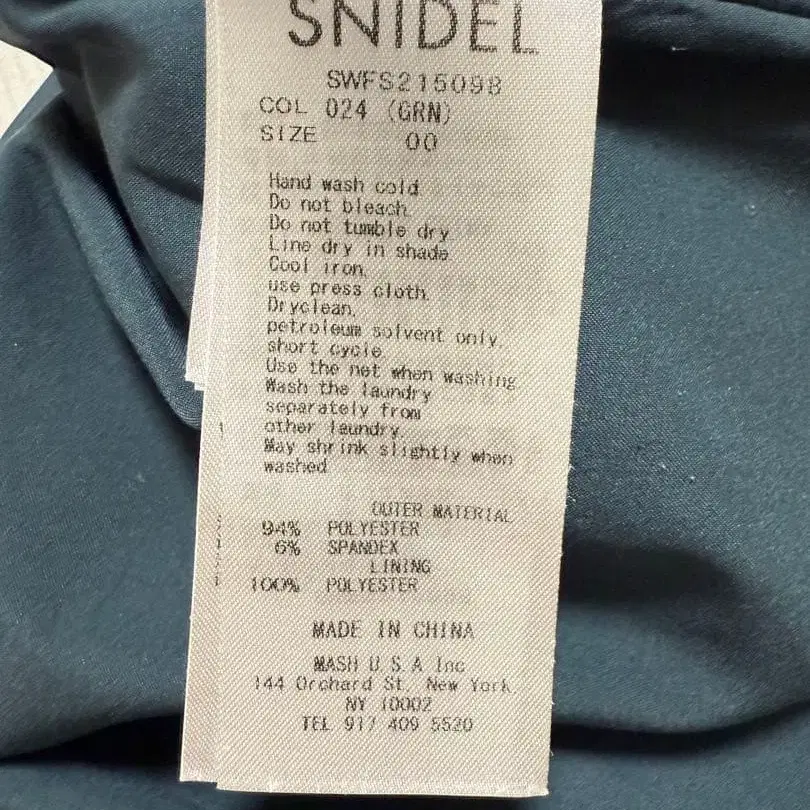 SNIDEL
SWFS215098
COL 024 (GRN)
SIZE 00
Hand wash cold
Do not bleach.
Do not tumble dry.
Line dry in shade
Cool iron,
use press cloth.
Dryclean,
petroleum solvent only,
short cycle
Use the net when washing
Wash the laundry
separately from
other laundry.
May shrink slightly when
washed
OUTER MATERIAL
94% POLYESTER
6% SPANDEX
LINING
100% POLYESTER
MADE IN CHINA
MASH U S A Inc
144 Orchard St. New York
NY 10002
TEL 917 409 5520